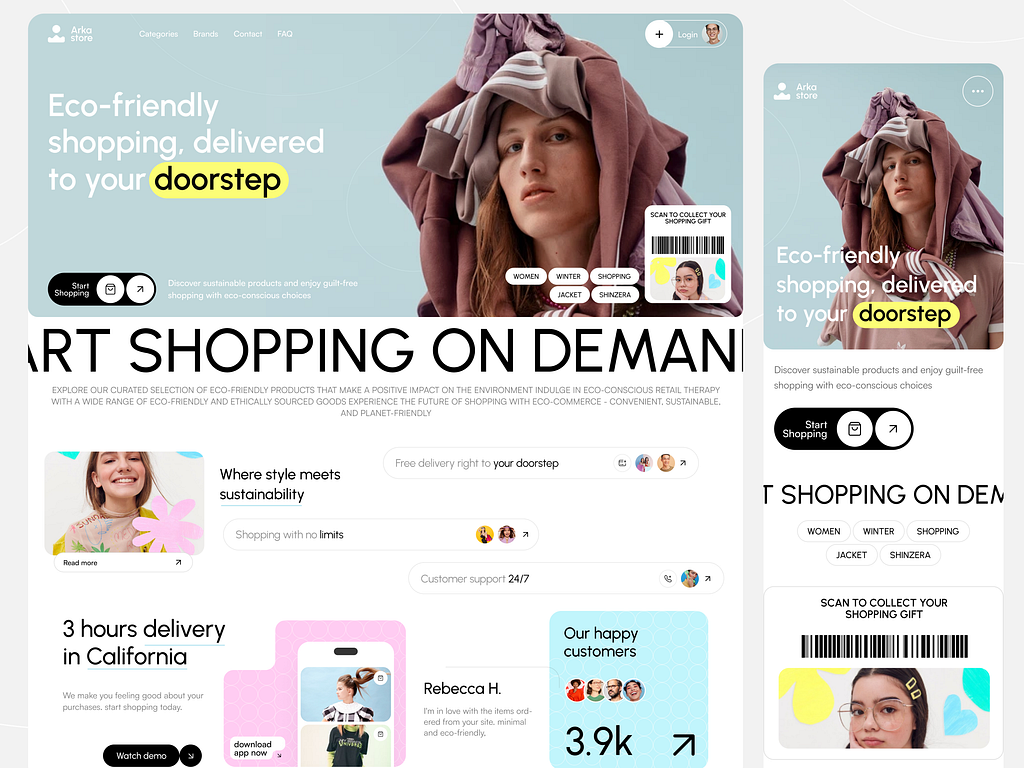 Arka
store
Categories
Brands
Contact
FAQ
Login
Eco-friendly
shopping, delivered
to your doorstep
Start
Shopping
Discover sustainable products and enjoy guilt-free
shopping with eco-conscious choices
WOMEN
WINTER
SHOPPING
JACKET
SHINZERA
SCAN TO COLLECT YOUR
SHOPPING GIFT
ART SHOPPING ON DEMAN
EXPLORE OUR CURATED SELECTION OF ECO-FRIENDLY PRODUCTS THAT MAKE A POSITIVE IMPACT ON THE ENVIRONMENT INDULGE IN ECO-CONSCIOUS RETAIL THERAPY
WITH A WIDE RANGE OF ECO-FRIENDLY AND ETHICALLY SOURCED GOODS EXPERIENCE THE FUTURE OF SHOPPING WITH ECO-COMMERCE - CONVENIENT, SUSTAINABLE,
AND PLANET-FRIENDLY
Read more
Where style meets
sustainability
Free delivery right to your doorstep
Shopping with no limits
Customer support 24/7
3 hours delivery
in California
We make you feeling good about your
purchases. start shopping today.
Watch demo
download
app now
Rebecca H.
I'm in love with the items ord-
ered from your site. minimal
and eco-friendly.
Our happy
customers
3.9k
Arka
store
Eco-friendly
shopping, delivered
to your doorstep
Discover sustainable products and enjoy guilt-free
shopping with eco-conscious choices
Start
Shopping
T SHOPPING ON DEM
WOMEN
WINTER
SHOPPING
JACKET
SHINZERA
SCAN TO COLLECT YOUR
SHOPPING GIFT